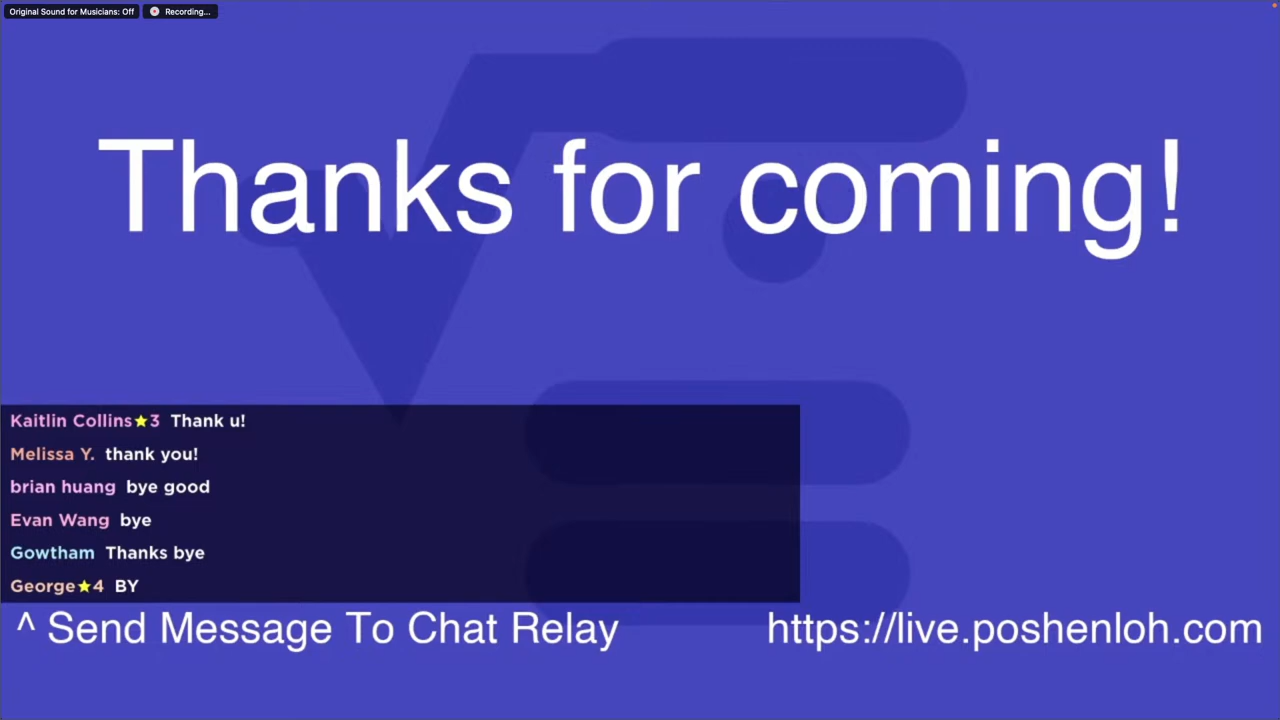 Original Sound for Musicians: Off Recording...
Thanks for coming!
Kaitlin Collins★3 Thank u!
Melissa Y. thank you!
brian huang bye good
Evan Wang bye
Gowtham Thanks bye
George★4 BY
^ Send Message To Chat Relay https://live.poshenloh.com